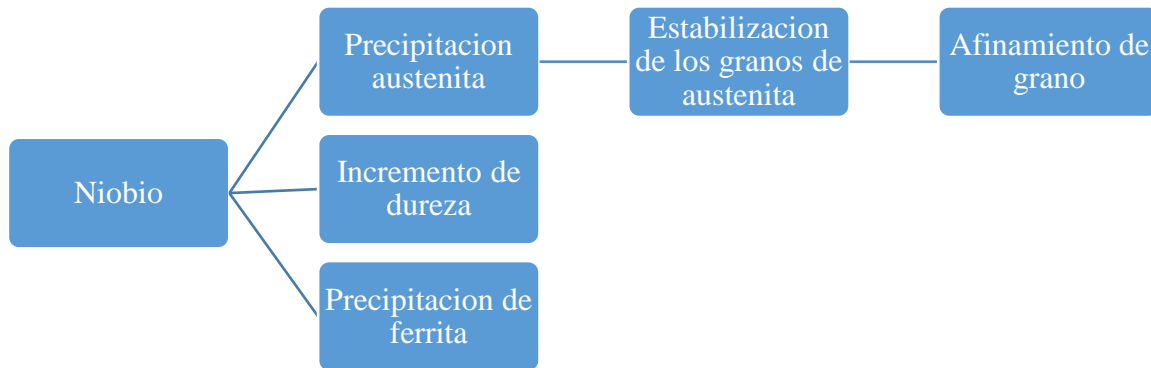 Niobio
Precipitacion
austenita
Estabilizacion
de los granos de
austenita
Afinamiento de
grano
Incremento de
dureza
Precipitacion de
ferrita